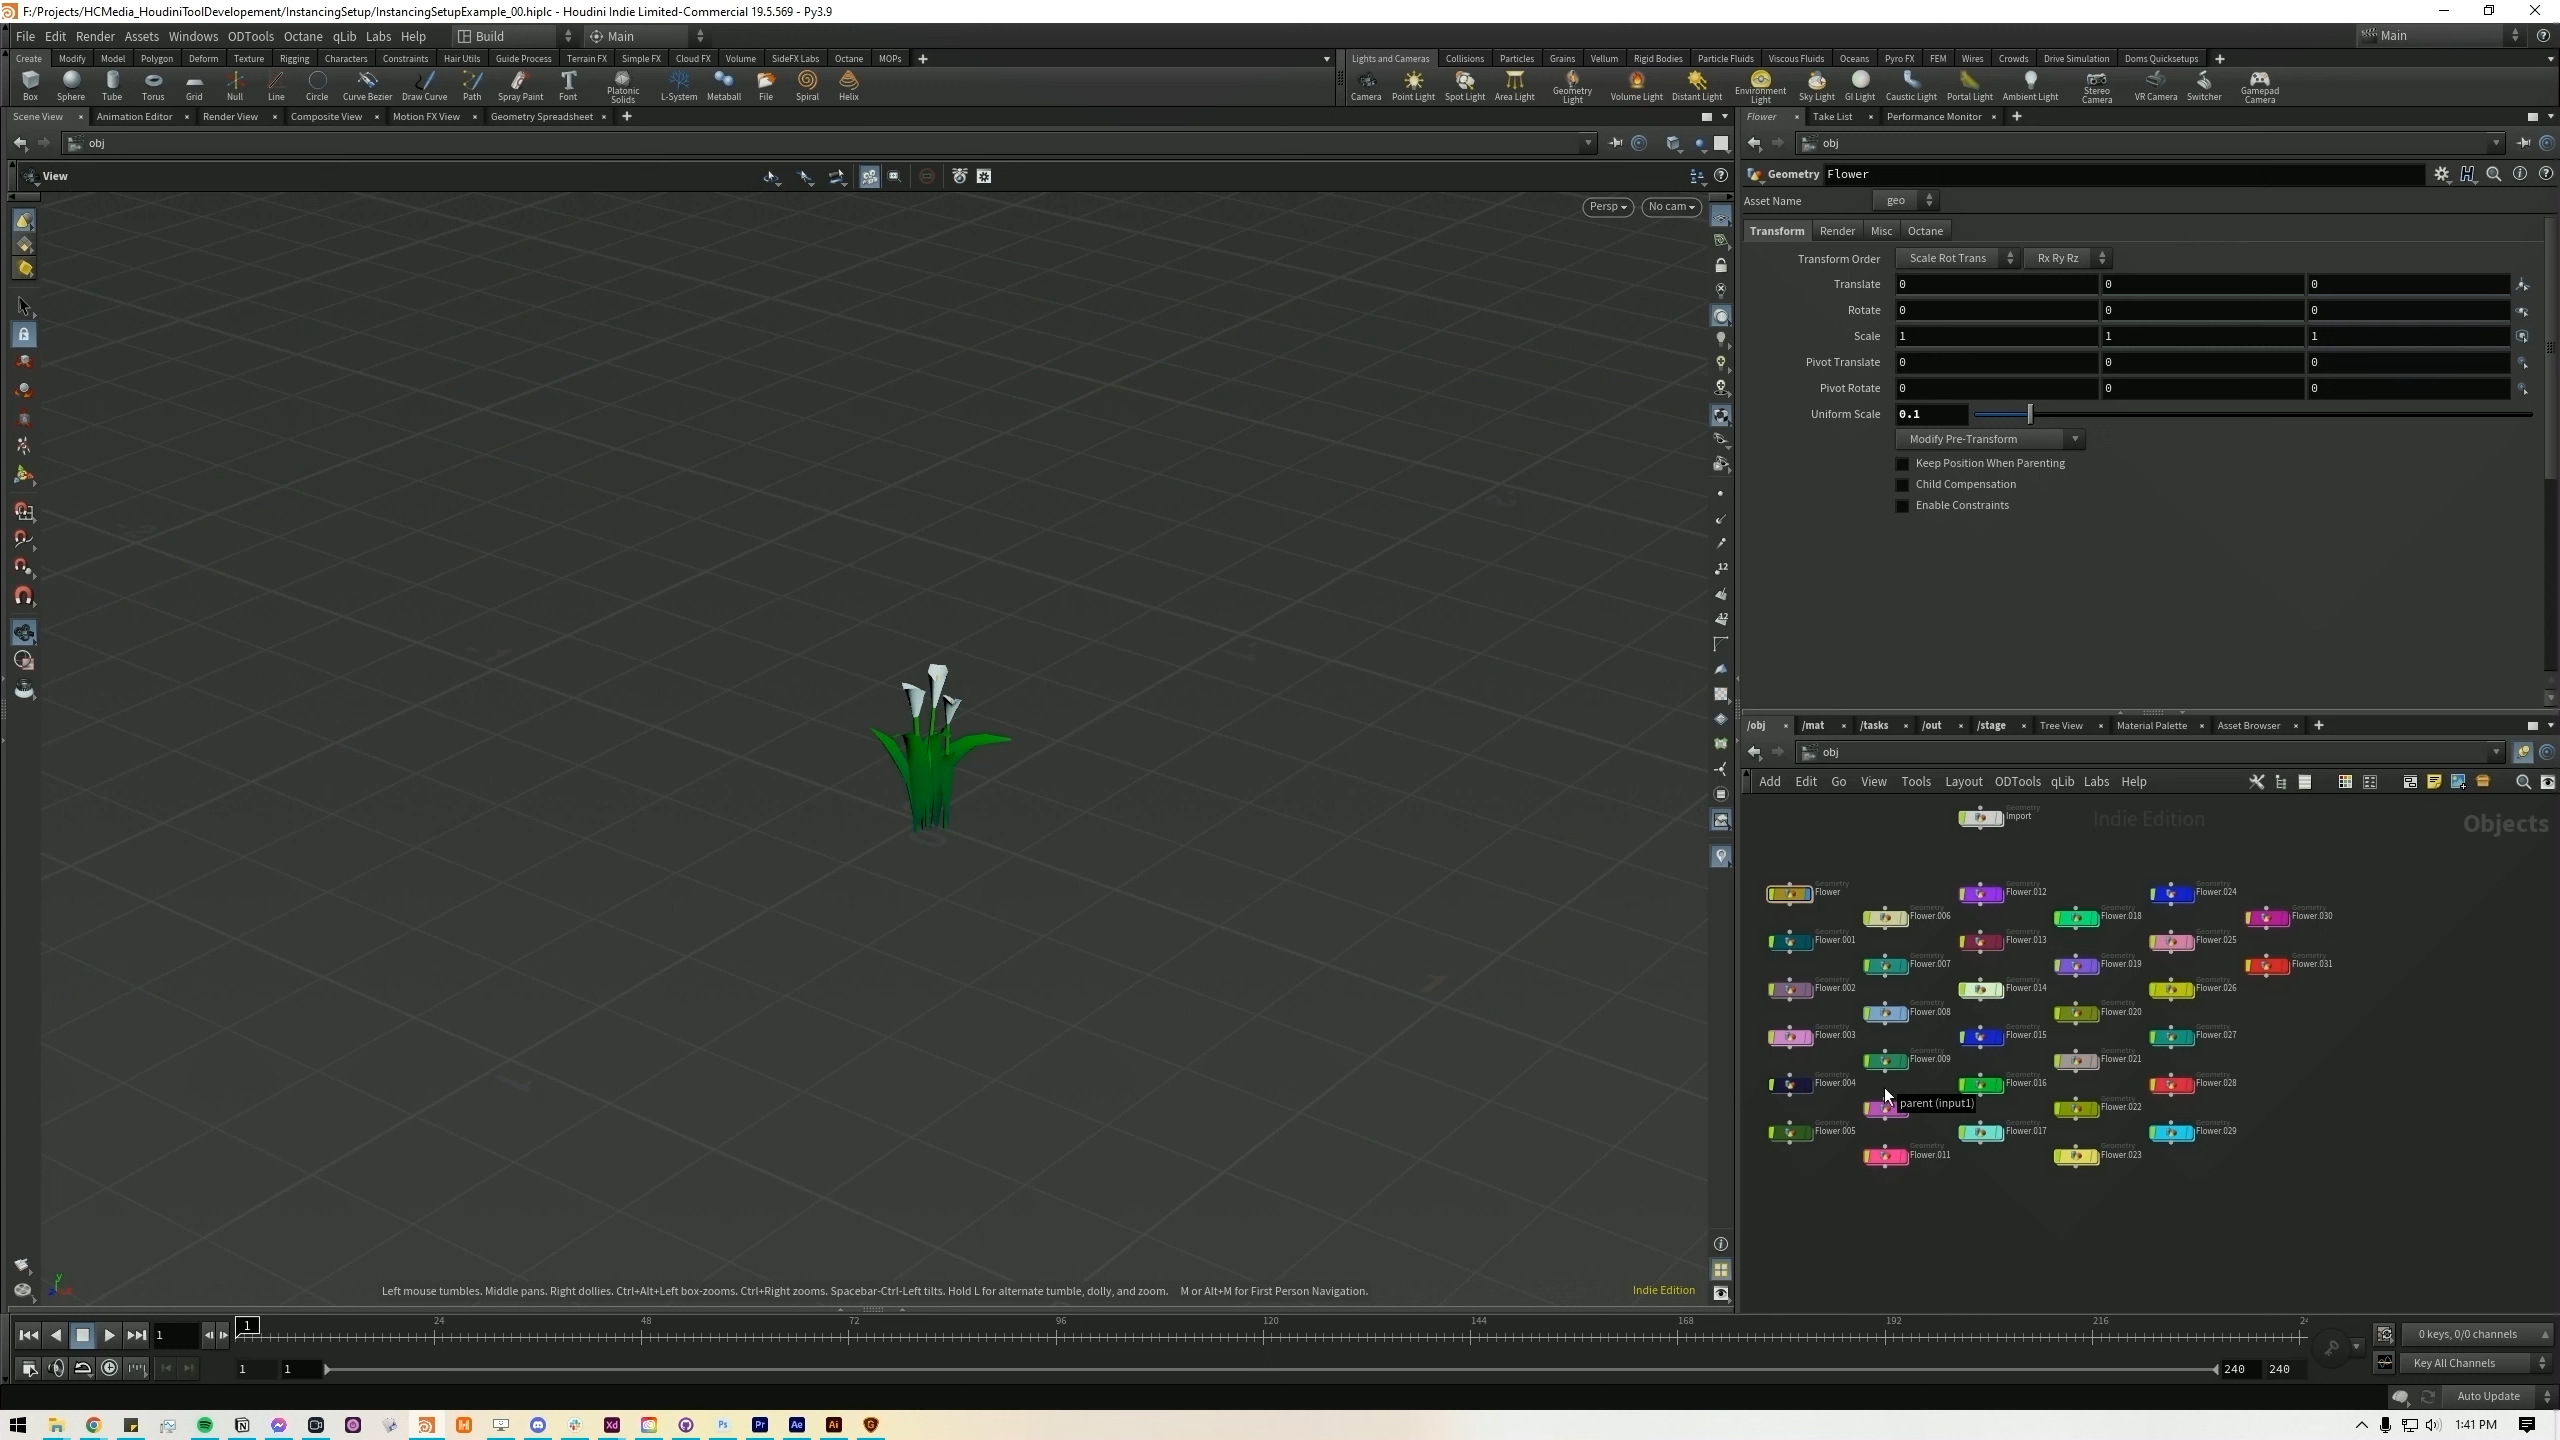 F:/Projects/HCMedia_HoudiniToolDevelopement/InstancingSetup/InstancingSetupExample_00.hiplc - Houdini Indie Limited-Commercial 19.5.569 - Py3.9
File Edit Render Assets Windows ODTools Octane qLib Labs Help Build Main Main
Create Modify Model Polygon Deform Texture Rigging Characters Constraints Hair Utils Guide Process Terrain FX Simple FX Cloud FX Volume SideFX Labs Octane MOPs Lights and Cameras Collisions Particles Grains Vellum Rigid Bodies Particle Fluids Viscous Fluids Oceans Pyro FX FEM Wires Crowds Drive Simulation Doms Quicksetups
Box Sphere Tube Torus Grid Null Line Circle Curve Bezier Draw Curve Path Spray Paint Font Platonic Solids L-System Metaball File Spiral Helix Camera Point Light Spot Light Area Light Geometry Light Volume Light Distant Light Environment Light Sky Light GI Light Caustic Light Portal Light Ambient Light Stereo Camera VR Camera Switcher Gamepad Camera
Scene View Animation Editor Render View Composite View Motion FX View Geometry Spreadsheet Flower Take List Performance Monitor
obj obj
View
Persp No cam
Geometry Flower
Asset Name geo
Transform Render Misc Octane
Transform Order Scale Rot Trans Rx Ry Rz
Translate 0 0 0
Rotate 0 0 0
Scale 1 1 1
Pivot Translate 0 0 0
Pivot Rotate 0 0 0
Uniform Scale 0.1
Modify Pre-Transform
Keep Position When Parenting
Child Compensation
Enable Constraints
/obj /mat /tasks /out /stage Tree View Material Palette Asset Browser
obj
Add Edit Go View Tools Layout ODTools qLib Labs Help
Geometry
Import
Indie Edition
Objects
Flower Flower.012 Flower.024
Flower.006 Flower.018 Flower.030
Flower.001 Flower.013 Flower.025
Flower.007 Flower.019 Flower.031
Flower.002 Flower.014 Flower.026
Flower.008 Flower.020
Flower.003 Flower.015 Flower.027
Flower.009 Flower.021
Flower.004 Flower.016 Flower.028
parent (input1) Flower.022
Flower.005 Flower.017 Flower.029
Flower.011 Flower.023
Left mouse tumbles. Middle pans. Right dollies. Ctrl+Alt+Left box-zooms. Ctrl+Right zooms. Spacebar-Ctrl-Left tilts. Hold L for alternate tumble, dolly, and zoom. M or Alt+M for First Person Navigation.
Indie Edition
1 1 24 48 72 96 120 144 168 192 216
0 keys, 0/0 channels
1 1 240 240
Key All Channels
Auto Update
1:41 PM